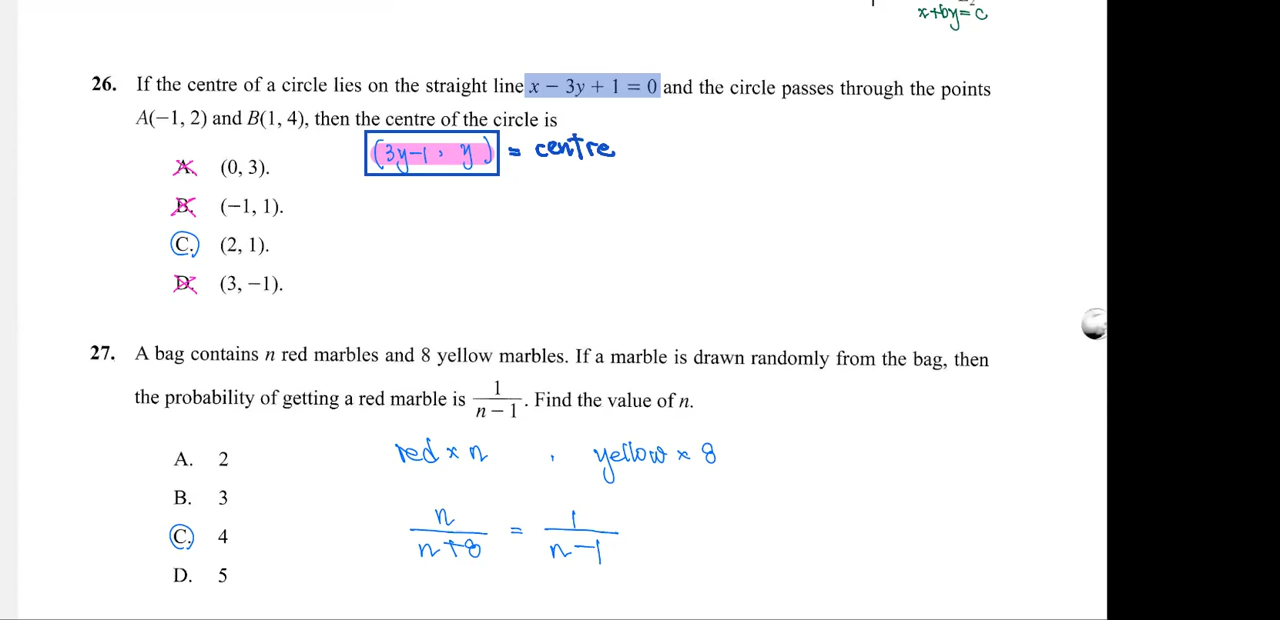 x+6y=c
26. If the centre of a circle lies on the straight line x − 3y + 1 = 0 and the circle passes through the points
A(−1, 2) and B(1, 4), then the centre of the circle is
(3y−1, y) = centre
A. (0, 3).
B. (−1, 1).
C. (2, 1).
D. (3, −1).
27. A bag contains n red marbles and 8 yellow marbles. If a marble is drawn randomly from the bag, then
the probability of getting a red marble is 1/(n − 1). Find the value of n.
red × n , yellow × 8
A. 2
B. 3
n/(n+8) = 1/(n−1)
C. 4
D. 5